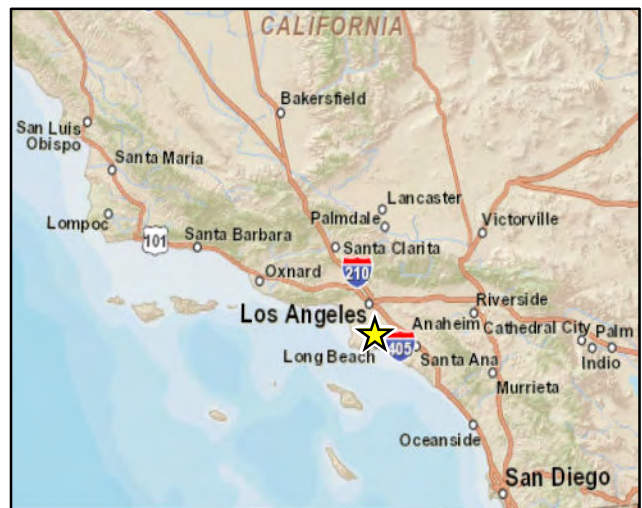 CALIFORNIA
Bakersfield
San Luis
Obispo
Santa Maria
Lancaster
Palmdale
Lompoc
Victorville
101
Santa Barbara
Santa Clarita
Oxnard
210
Riverside
Los Angeles
Anaheim
Cathedral City
Palm
Long Beach
405
Santa Ana
Indio
Murrieta
Oceanside
San Diego